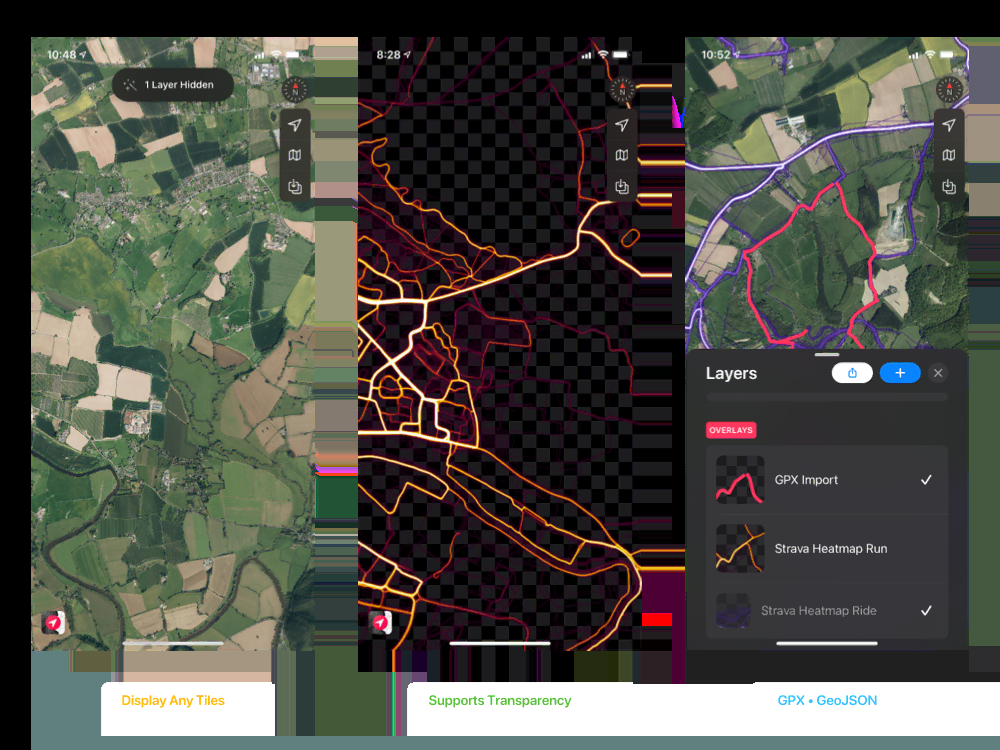 10:48
1 Layer Hidden
N
8:28
N
10:52
N
Layers
OVERLAYS
GPX Import
Strava Heatmap Run
Strava Heatmap Ride
Display Any Tiles
Supports Transparency
GPX • GeoJSON